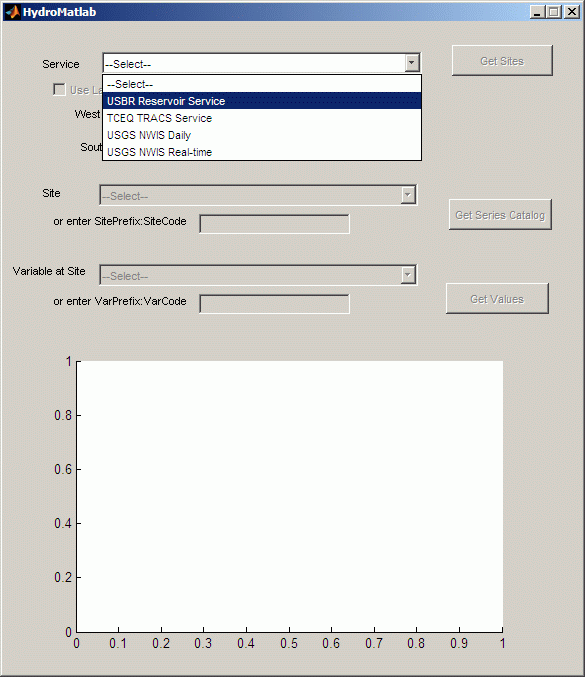 HydroMatlab
Service
--Select--
Get Sites
--Select--
USBR Reservoir Service
TCEQ TRACS Service
USGS NWIS Daily
USGS NWIS Real-time
Use La
West
Sout
Site
--Select--
or enter SitePrefix:SiteCode
Get Series Catalog
Variable at Site
--Select--
or enter VarPrefix:VarCode
Get Values
1
0.8
0.6
0.4
0.2
0
0 0.1 0.2 0.3 0.4 0.5 0.6 0.7 0.8 0.9 1